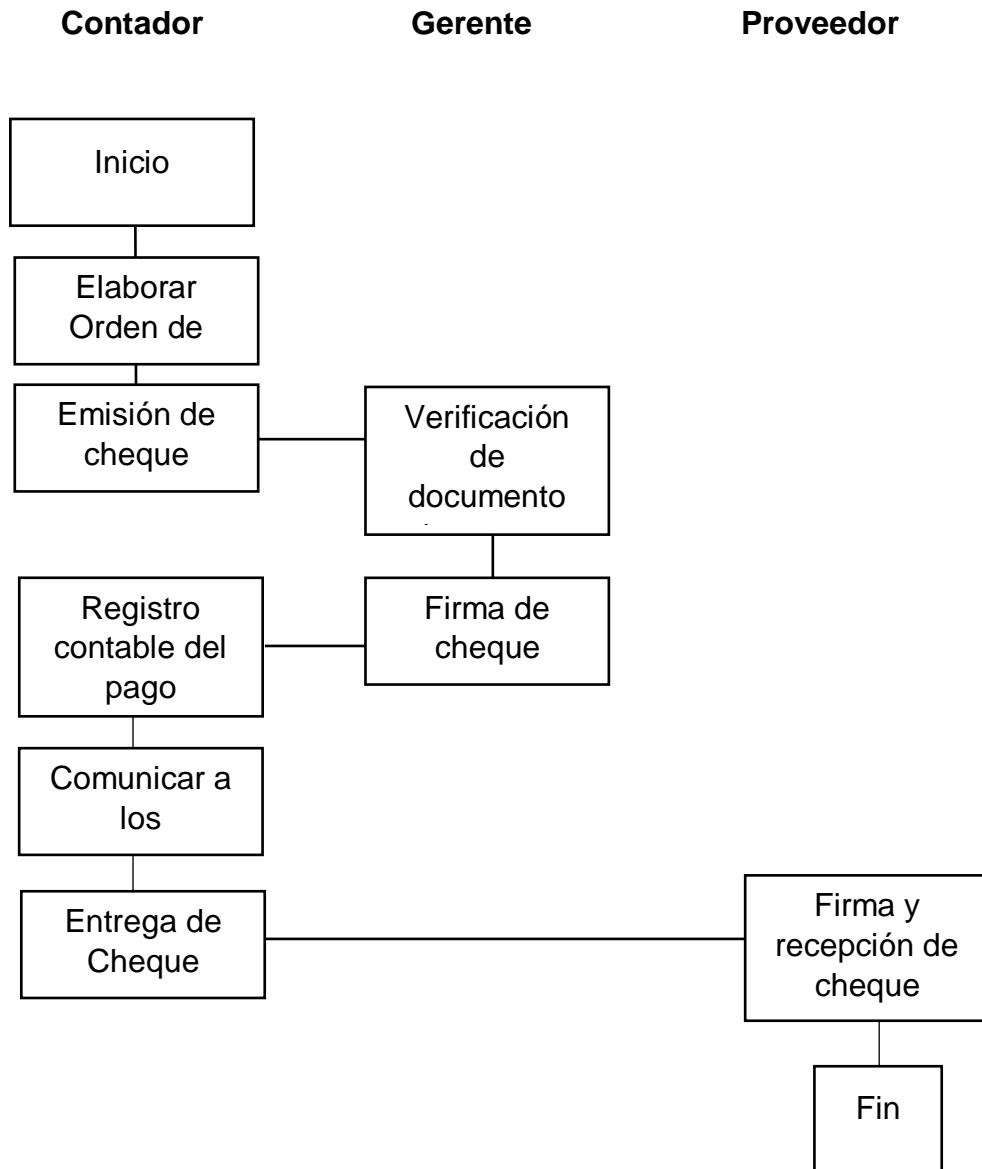 Contador Gerente Proveedor
Inicio
Elaborar
Orden de
Emisión de
cheque
Verificación
de
documento
Firma de
cheque
Registro
contable del
pago
Comunicar a
los
Entrega de
Cheque
Firma y
recepción de
cheque
Fin